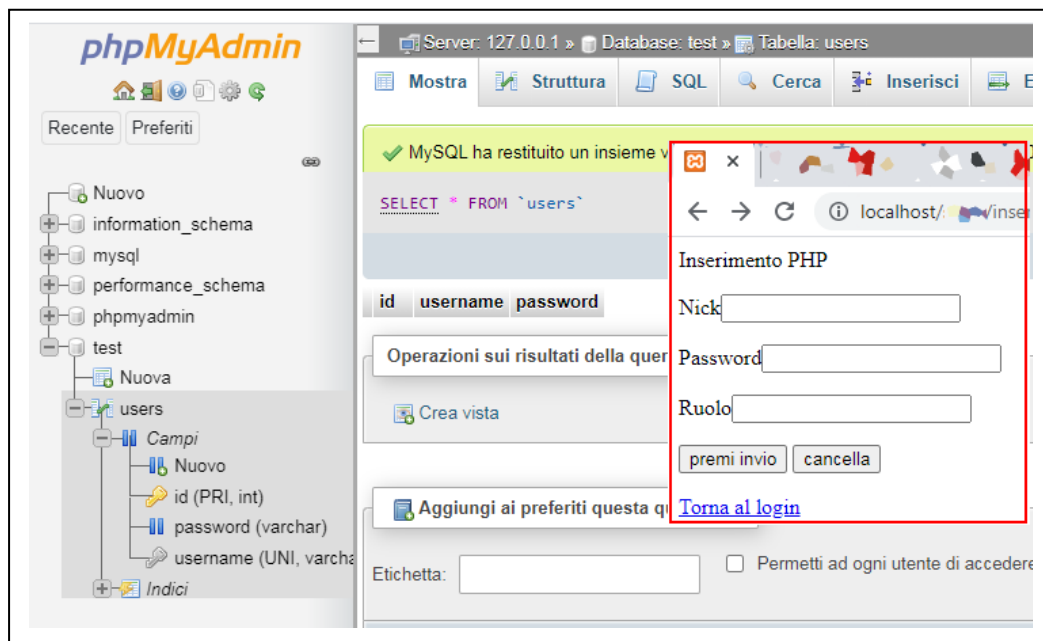 phpMyAdmin
Recente Preferiti
Nuovo
information_schema
mysql
performance_schema
phpmyadmin
test
Nuova
users
Campi
Nuovo
id (PRI, int)
password (varchar)
username (UNI, varcha
Indici
Server: 127.0.0.1 » Database: test » Tabella: users
Mostra Struttura SQL Cerca Inserisci E
MySQL ha restituito un insieme v
SELECT * FROM `users`
id username password
Operazioni sui risultati della quer
Crea vista
Aggiungi ai preferiti questa q
Etichetta:
Permetti ad ogni utente di accedere
localhost/ /inser
Inserimento PHP
Nick
Password
Ruolo
premi invio cancella
Torna al login